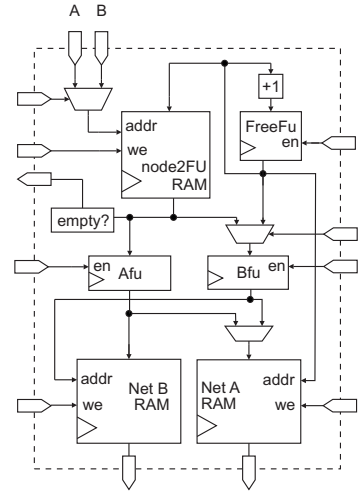 A B
+1
addr
FreeFu
en
we
node2FU
RAM
empty?
en
Afu
Bfu
en
addr
Net B
RAM
we
Net A
RAM
addr
we